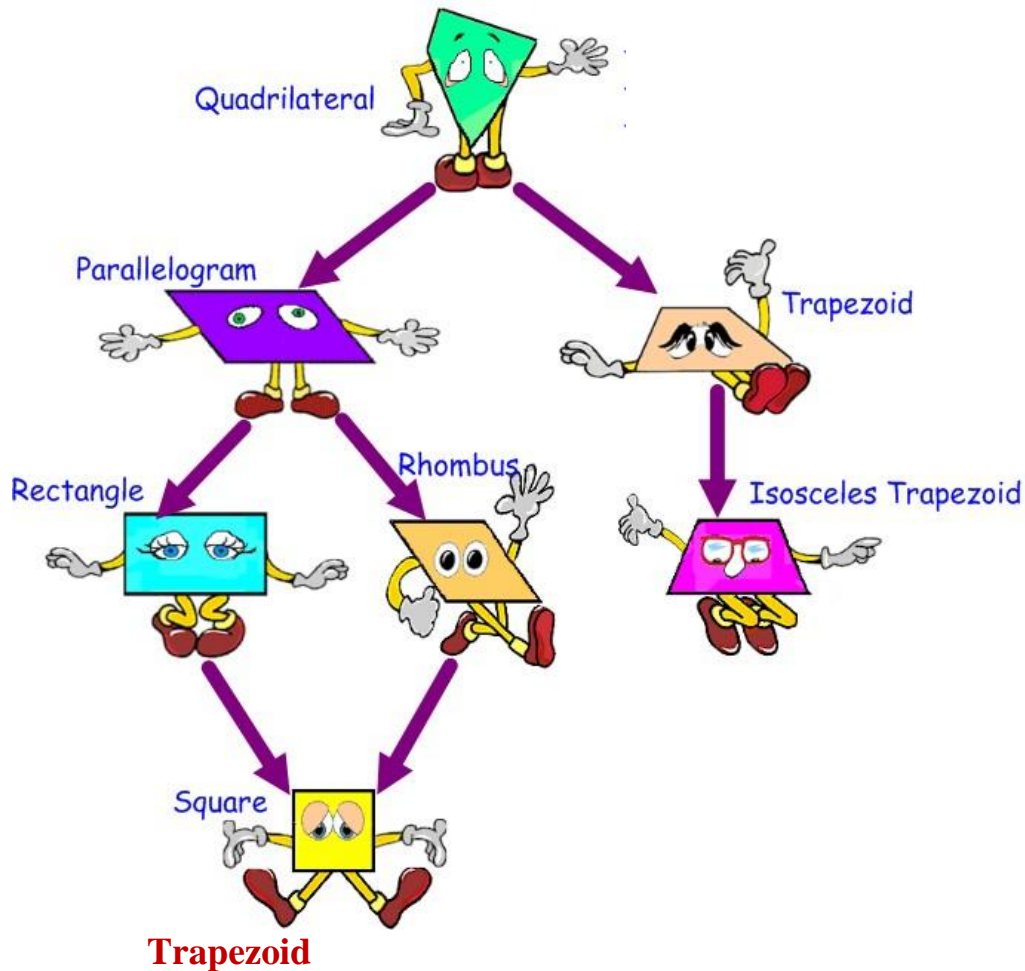 Quadrilateral
Parallelogram
Trapezoid
Rectangle
Rhombus
Isosceles Trapezoid
Square
Trapezoid